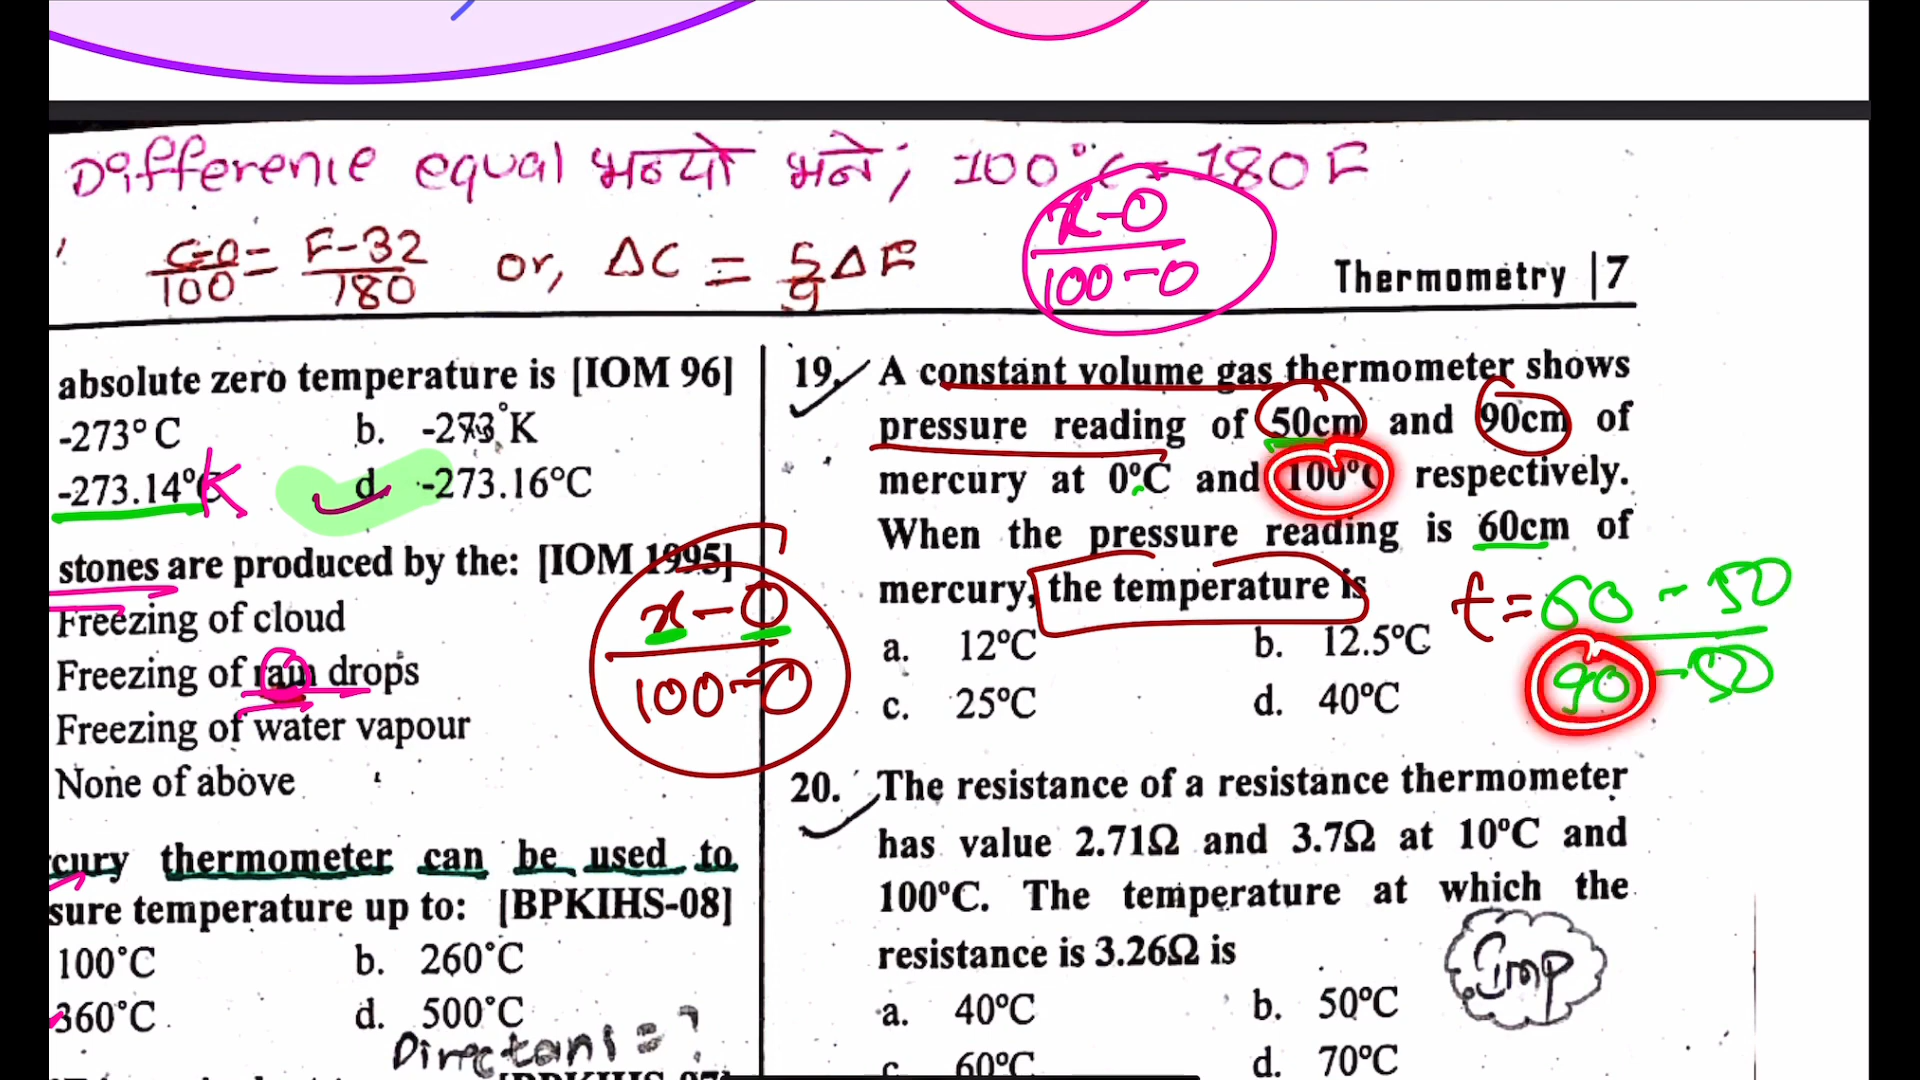 Difference equal भन्यो भने; 100°C = 180 F
C-0/100 = F-32/180 or, ΔC = 5/9 ΔF
x-0/100-0
Thermometry |7
absolute zero temperature is [IOM 96]
-273°C b. -273°K
-273.14° K d. -273.16°C
stones are produced by the: [IOM 1995]
Freezing of cloud
Freezing of rain drops
Freezing of water vapour
None of above
x-0/100-0
cury thermometer can be used to
sure temperature up to: [BPKIHS-08]
100°C b. 260°C
360°C. d. 500°C
19. A constant volume gas thermometer shows
pressure reading of 50cm and 90cm of
mercury at 0°C and 100°C respectively.
When the pressure reading is 60cm of
mercury, the temperature is
a. 12°C b. 12.5°C
c. 25°C d. 40°C
t = 60 - 50/90 - 50
20. The resistance of a resistance thermometer
has value 2.71Ω and 3.7Ω at 10°C and
100°C. The temperature at which the
resistance is 3.26Ω is
a. 40°C b. 50°C
c. 60°C d. 70°C
Imp